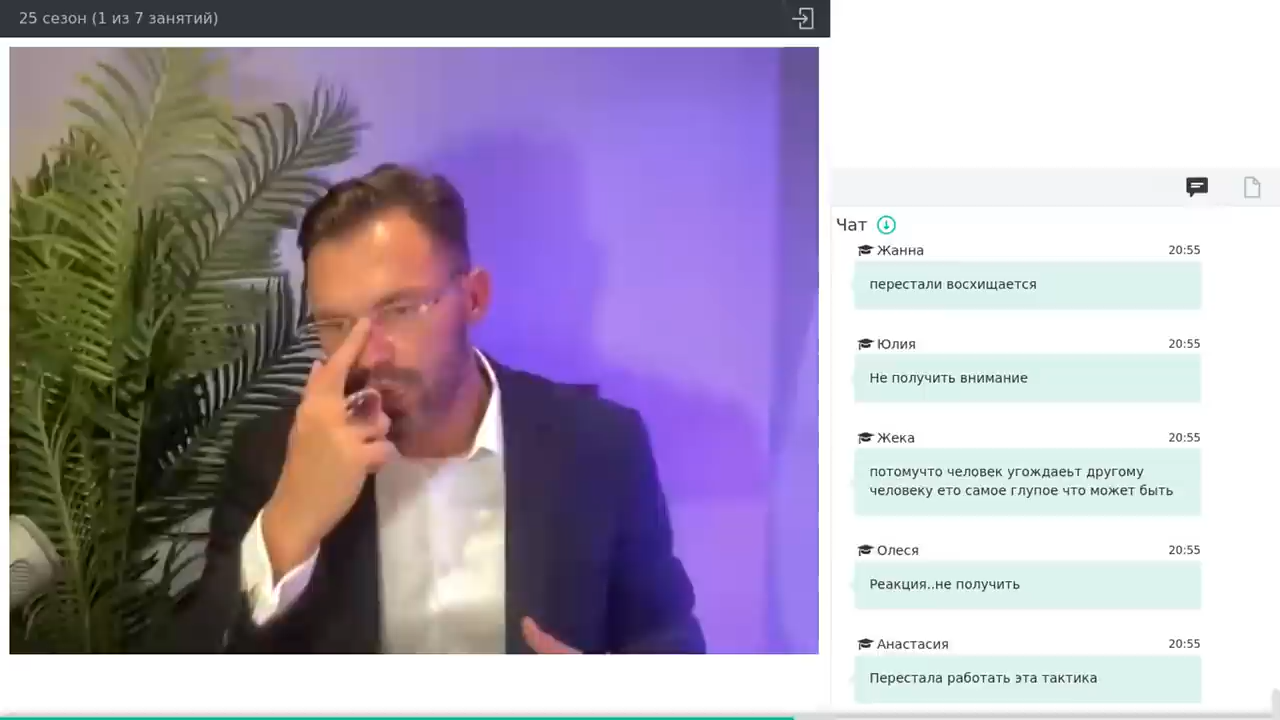 25 сезон (1 из 7 занятий)
Чат
Жанна 20:55
перестали восхищается
Юлия 20:55
Не получить внимание
Жека 20:55
потомучто человек угождаеьт другому
человеку ето самое глупое что может быть
Олеся 20:55
Реакция..не получить
Анастасия 20:55
Перестала работать эта тактика